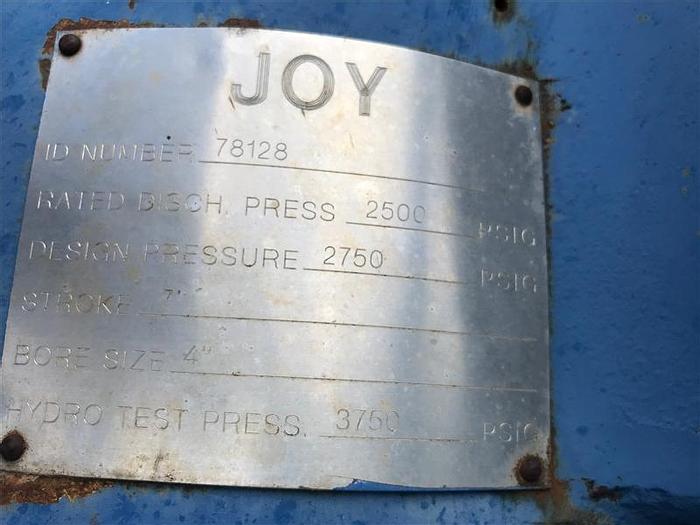 JOY
ID NUMBER 78128
RATED DISCH. PRESS 2500 PSIG
DESIGN PRESSURE 2750 PSIG
STROKE
BORE SIZE 4"
HYDRO TEST PRESS. 3750 PSIG